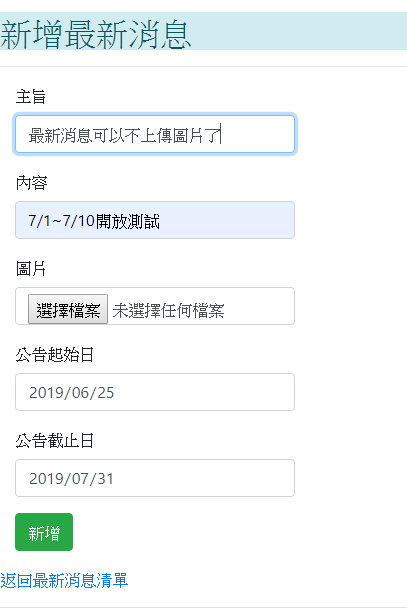 新增最新消息
主旨
最新消息可以不上傳圖片了
內容
7/1~7/10開放測試
圖片
選擇檔案 未選擇任何檔案
公告起始日
2019/06/25
公告截止日
2019/07/31
新增
返回最新消息清單